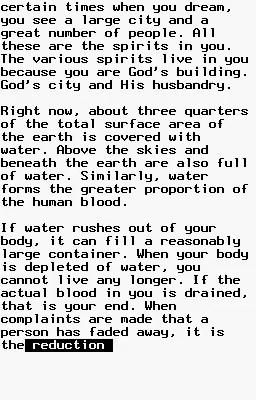 certain times when you dream,
you see a large city and a
great number of people. All
these are the spirits in you.
The various spirits live in you
because you are God's building.
God's city and His husbandry.

Right now, about three quarters
of the total surface area of
the earth is covered with
water. Above the skies and
beneath the earth are also full
of water. Similarly, water
forms the greater proportion of
the human blood.

If water rushes out of your
body, it can fill a reasonably
large container. When your body
is depleted of water, you
cannot live any longer. If the
actual blood in you is drained,
that is your end. When
complaints are made that a
person has faded away, it is
the reduction